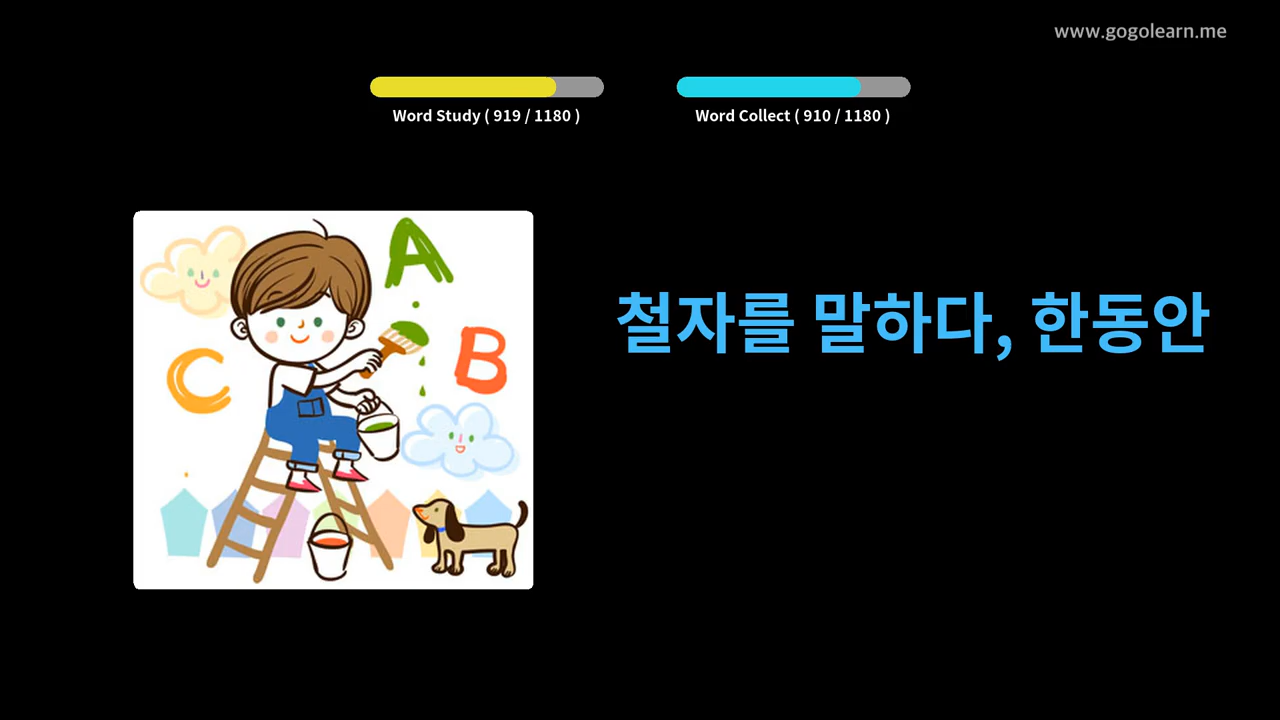 www.gogolearn.me
Word Study ( 919 / 1180 )
Word Collect ( 910 / 1180 )
A
B
C
철자를 말하다, 한동안